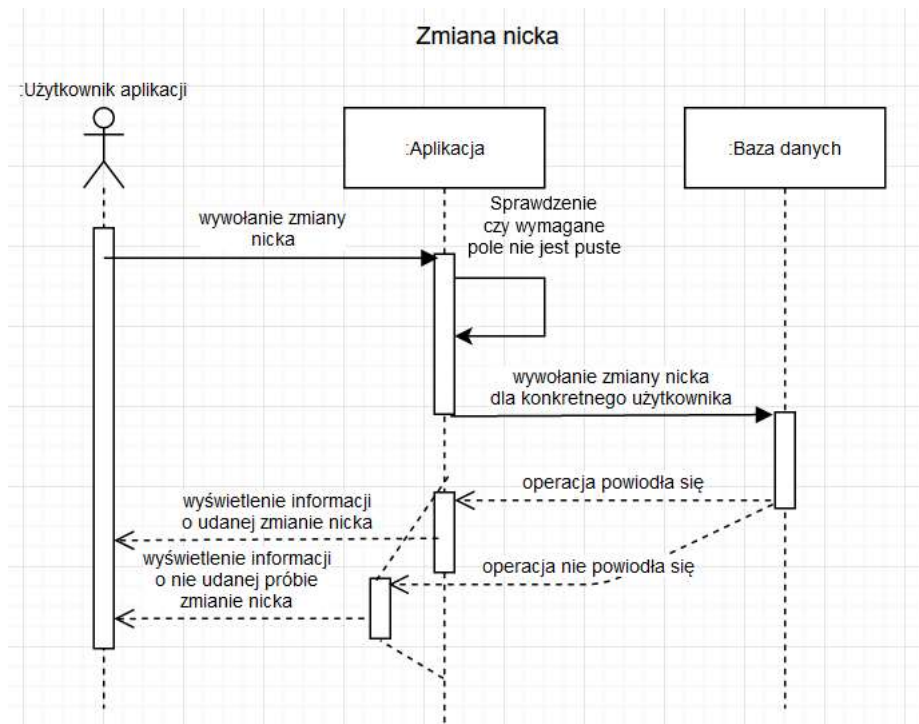 Zmiana nicka
:Użytkownik aplikacji
:Aplikacja
:Baza danych
Sprawdzenie
czy wymagane
pole nie jest puste
wywołanie zmiany
nicka
wywołanie zmiany nicka
dla konkretnego użytkownika
operacja powiodła się
wyświetlenie informacji
o udanej zmianie nicka
operacja nie powiodła się
wyświetlenie informacji
o nie udanej próbie
zmianie nicka